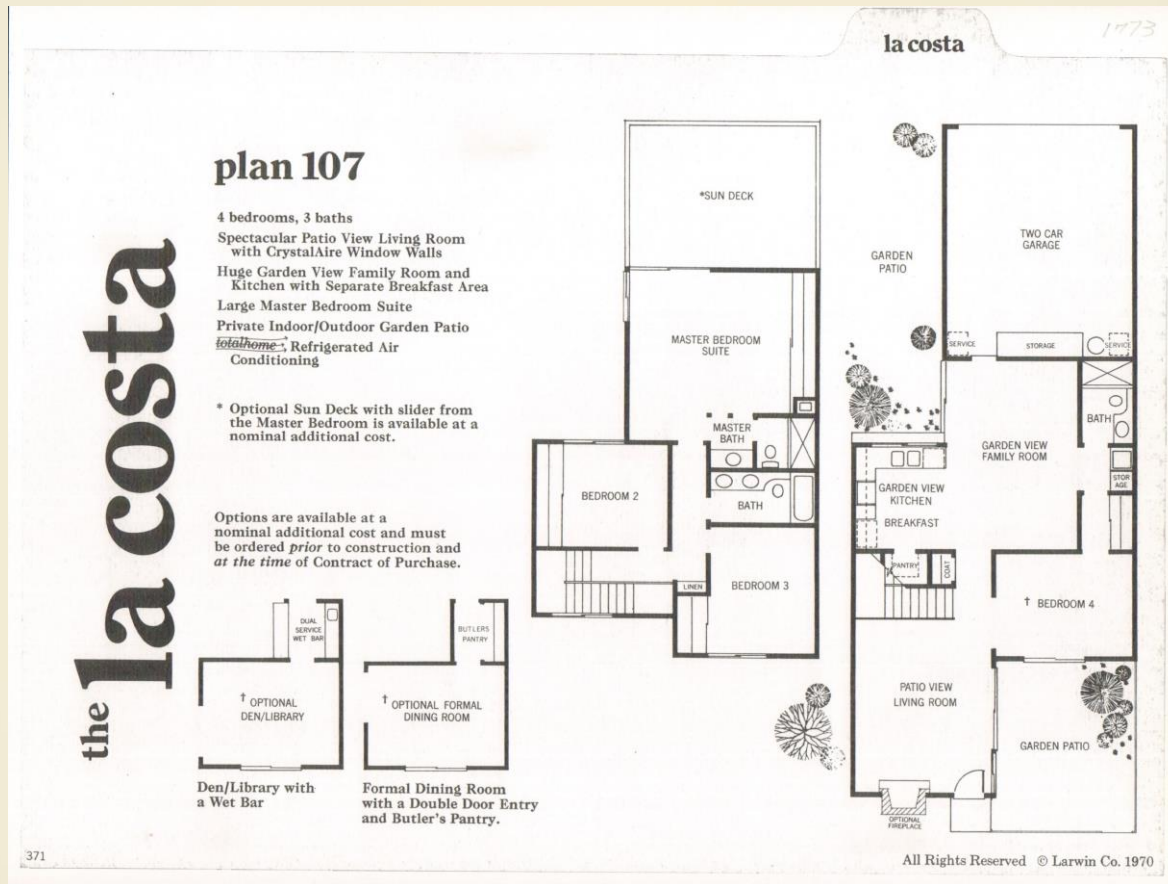 la costa
1773
the la costa
plan 107
4 bedrooms, 3 baths
Spectacular Patio View Living Room
with CrystalAire Window Walls
Huge Garden View Family Room and
Kitchen with Separate Breakfast Area
Large Master Bedroom Suite
Private Indoor/Outdoor Garden Patio
totalhome, Refrigerated Air
Conditioning
* Optional Sun Deck with slider from
the Master Bedroom is available at a
nominal additional cost.
Options are available at a
nominal additional cost and must
be ordered prior to construction and
at the time of Contract of Purchase.
DUAL
SERVICE
WET BAR
† OPTIONAL
DEN/LIBRARY
Den/Library with
a Wet Bar
BUTLERS
PANTRY
† OPTIONAL FORMAL
DINING ROOM
Formal Dining Room
with a Double Door Entry
and Butler's Pantry.
*SUN DECK
MASTER BEDROOM
SUITE
MASTER
BATH
BEDROOM 2
BATH
LINEN
BEDROOM 3
TWO CAR
GARAGE
GARDEN
PATIO
SERVICE
STORAGE
SERVICE
BATH
GARDEN VIEW
FAMILY ROOM
STOR
AGE
GARDEN VIEW
KITCHEN
BREAKFAST
PANTRY
COAT
† BEDROOM 4
PATIO VIEW
LIVING ROOM
GARDEN PATIO
OPTIONAL
FIREPLACE
371
All Rights Reserved © Larwin Co. 1970